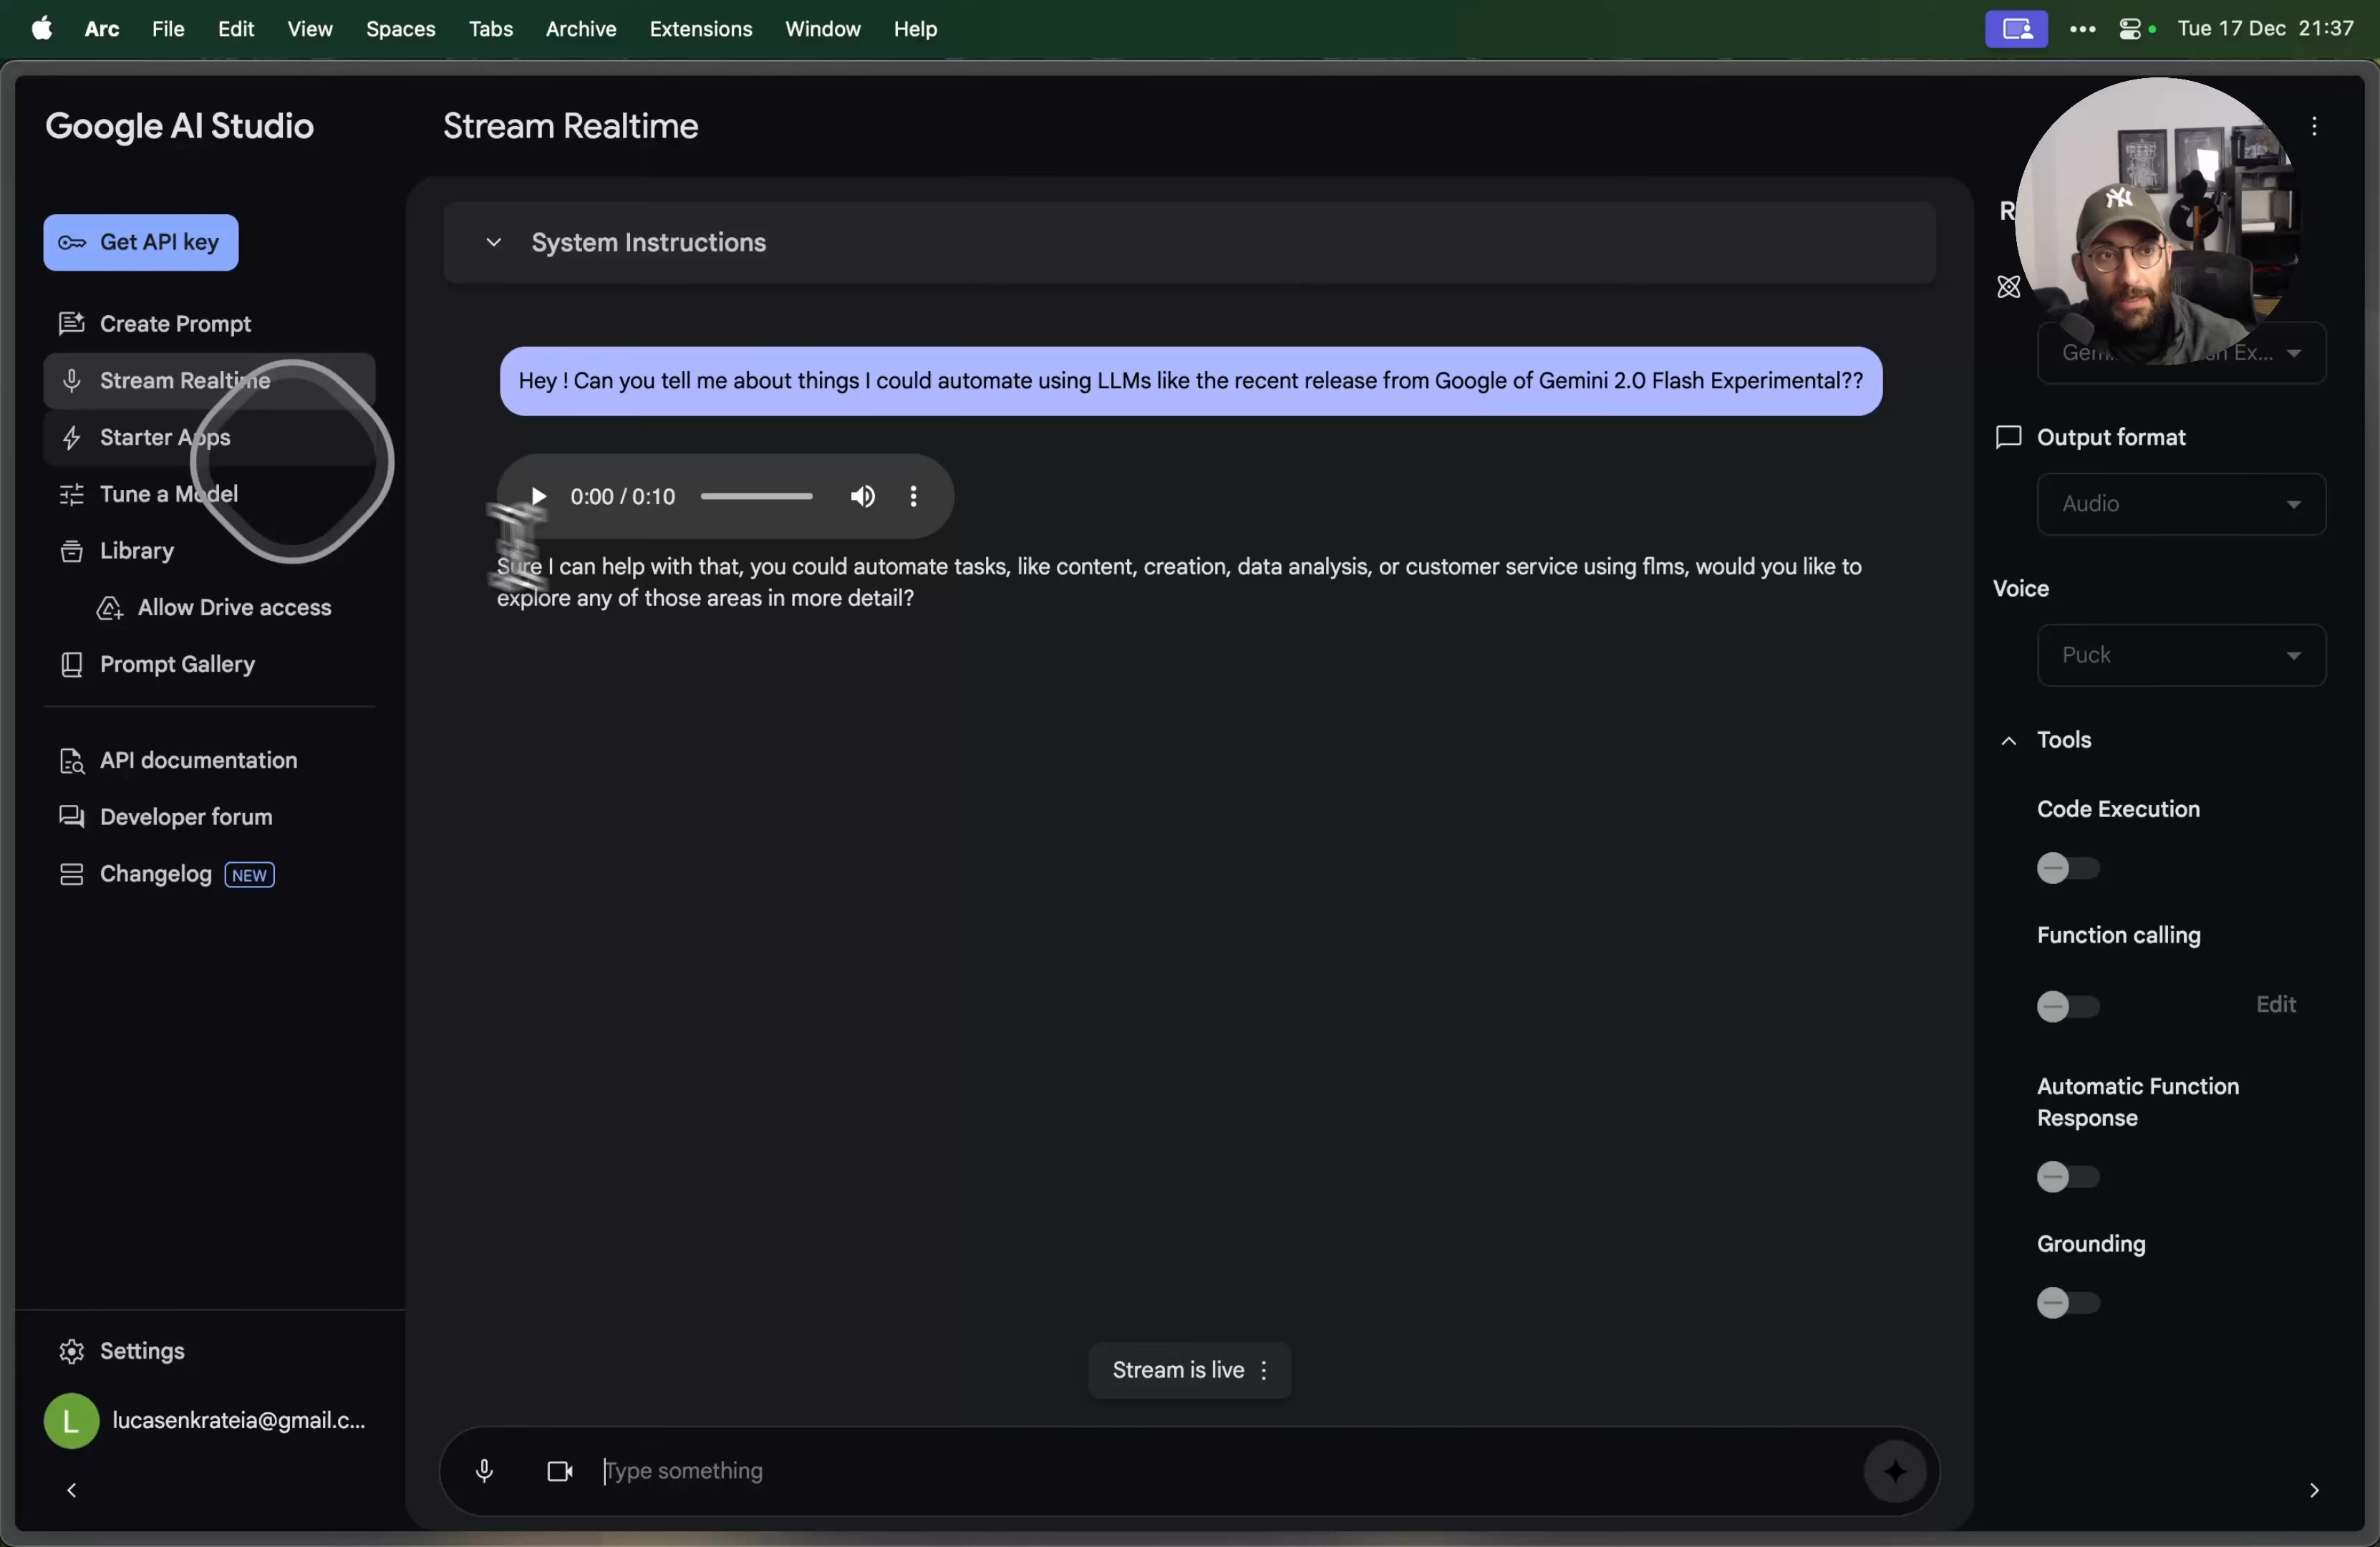 Arc File Edit View Spaces Tabs Archive Extensions Window Help
Tue 17 Dec 21:37
Google AI Studio
Stream Realtime
Get API key
Create Prompt
Stream Realtime
Starter Apps
Tune a Model
Library
Allow Drive access
Prompt Gallery
API documentation
Developer forum
Changelog NEW
Settings
L
lucasenkrateia@gmail.c...
System Instructions
Hey ! Can you tell me about things I could automate using LLMs like the recent release from Google of Gemini 2.0 Flash Experimental??
0:00 / 0:10
Sure I can help with that, you could automate tasks, like content, creation, data analysis, or customer service using flms, would you like to
explore any of those areas in more detail?
Stream is live
Type something
Ex...
Output format
Audio
Voice
Puck
Tools
Code Execution
Function calling
Edit
Automatic Function
Response
Grounding